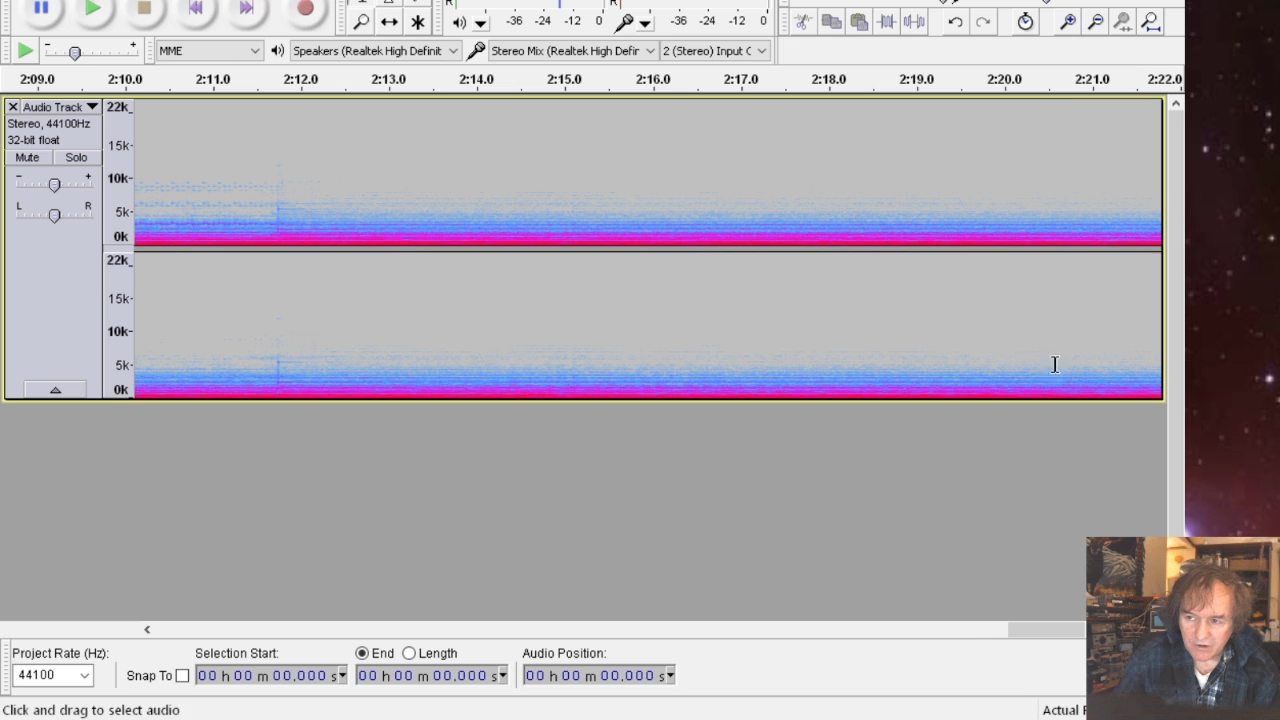 R R
-36 -24 -12 0 -36 -24 -12 0
- + MME Speakers (Realtek High Definit Stereo Mix (Realtek High Defir 2 (Stereo) Input C
2:09.0 2:10.0 2:11.0 2:12.0 2:13.0 2:14.0 2:15.0 2:16.0 2:17.0 2:18.0 2:19.0 2:20.0 2:21.0 2:22.0
Audio Track 22k
Stereo, 44100Hz
32-bit float
15k
Mute Solo
- + 10k
L R 5k
0k
22k
15k
10k
5k
0k
Project Rate (Hz): Selection Start: End Length Audio Position:
44100 Snap To 00 h 00 m 00,000 s 00 h 00 m 00,000 s 00 h 00 m 00,000 s
Click and drag to select audio Actual